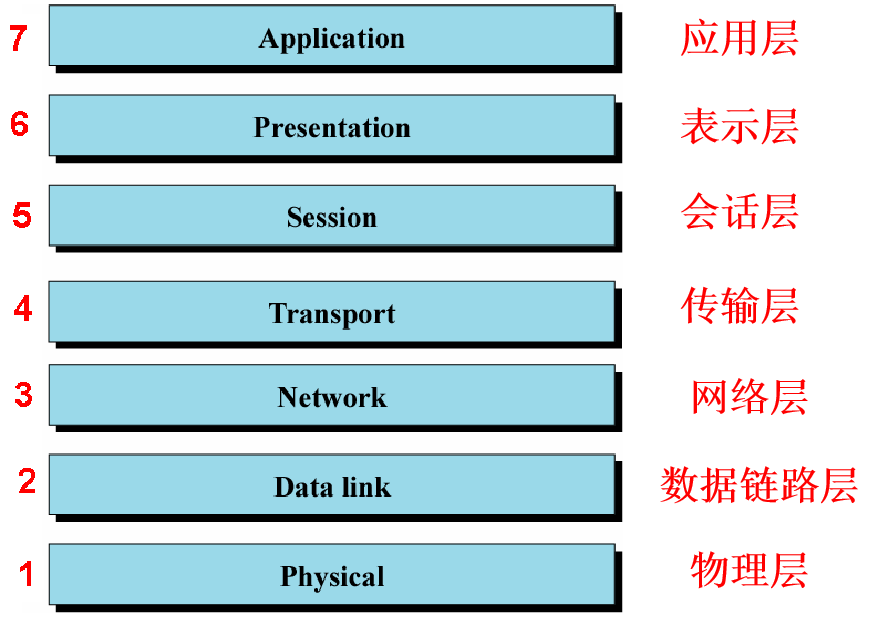 7 Application 应用层
6 Presentation 表示层
5 Session 会话层
4 Transport 传输层
3 Network 网络层
2 Data link 数据链路层
1 Physical 物理层